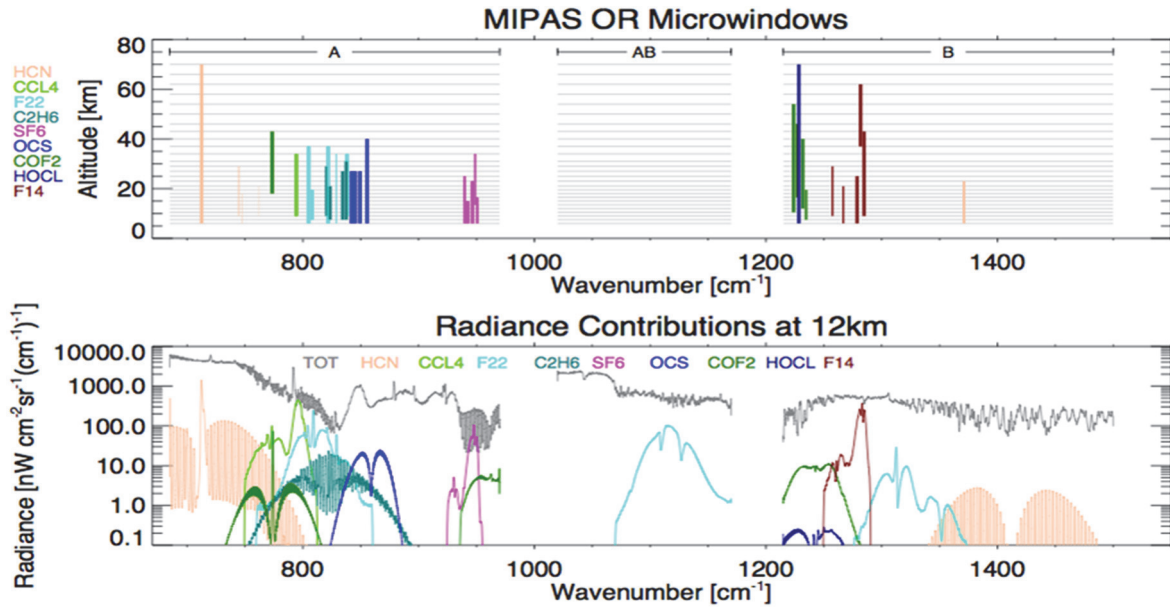 MIPAS OR Microwindows
A AB B
80
60
40
20
0
Altitude [km]
HCN
CCL4
F22
C2H6
SF6
OCS
COF2
HOCL
F14
800 1000 1200 1400
Wavenumber [cm-1]
Radiance Contributions at 12km
TOT HCN CCL4 F22 C2H6 SF6 OCS COF2 HOCL F14
10000.0
1000.0
100.0
10.0
1.0
0.1
Radiance [nW cm-2sr-1(cm-1)-1]
800 1000 1200 1400
Wavenumber [cm-1]